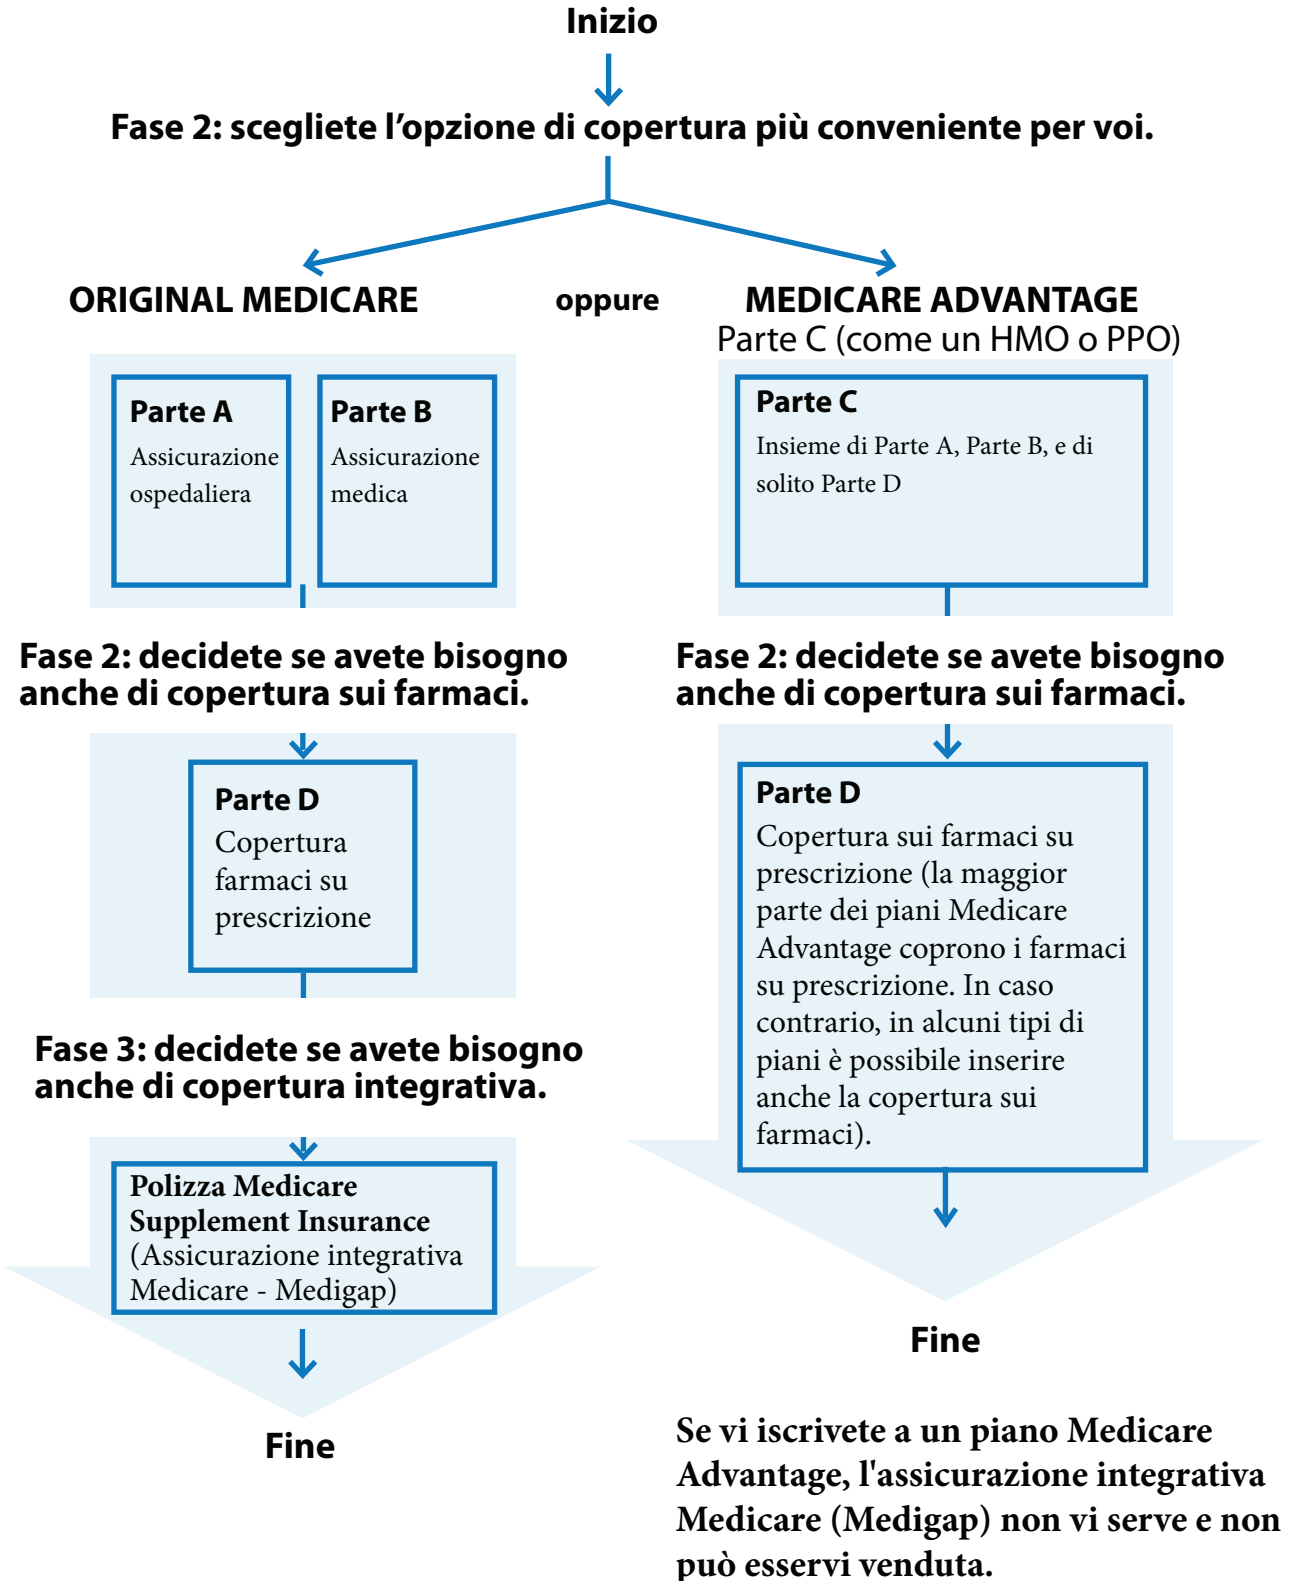 Inizio
Fase 2: scegliete l’opzione di copertura più conveniente per voi.
ORIGINAL MEDICARE
oppure
MEDICARE ADVANTAGE
Parte C (come un HMO o PPO)
Parte A
Assicurazione
ospedaliera
Parte B
Assicurazione
medica
Parte C
Insieme di Parte A, Parte B, e di
solito Parte D
Fase 2: decidete se avete bisogno
anche di copertura sui farmaci.
Parte D
Copertura
farmaci su
prescrizione
Fase 3: decidete se avete bisogno
anche di copertura integrativa.
Polizza Medicare
Supplement Insurance
(Assicurazione integrativa
Medicare - Medigap)
Fine
Fase 2: decidete se avete bisogno
anche di copertura sui farmaci.
Parte D
Copertura sui farmaci su
prescrizione (la maggior
parte dei piani Medicare
Advantage coprono i farmaci
su prescrizione. In caso
contrario, in alcuni tipi di
piani è possibile inserire
anche la copertura sui
farmaci).
Fine
Se vi iscrivete a un piano Medicare
Advantage, l'assicurazione integrativa
Medicare (Medigap) non vi serve e non
può esservi venduta.